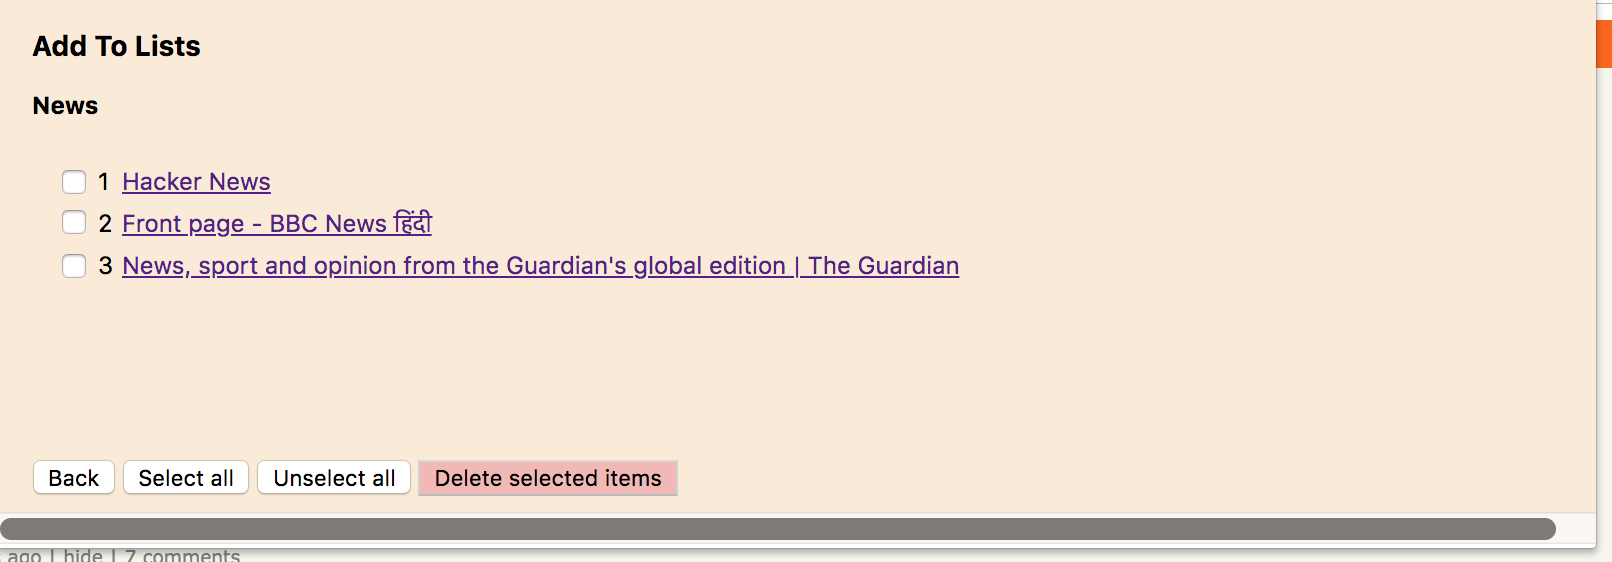 Add To Lists
News
1 Hacker News
2 Front page - BBC News हिंदी
3 News, sport and opinion from the Guardian's global edition | The Guardian
Back Select all Unselect all Delete selected items
ago | hide | 7 comments